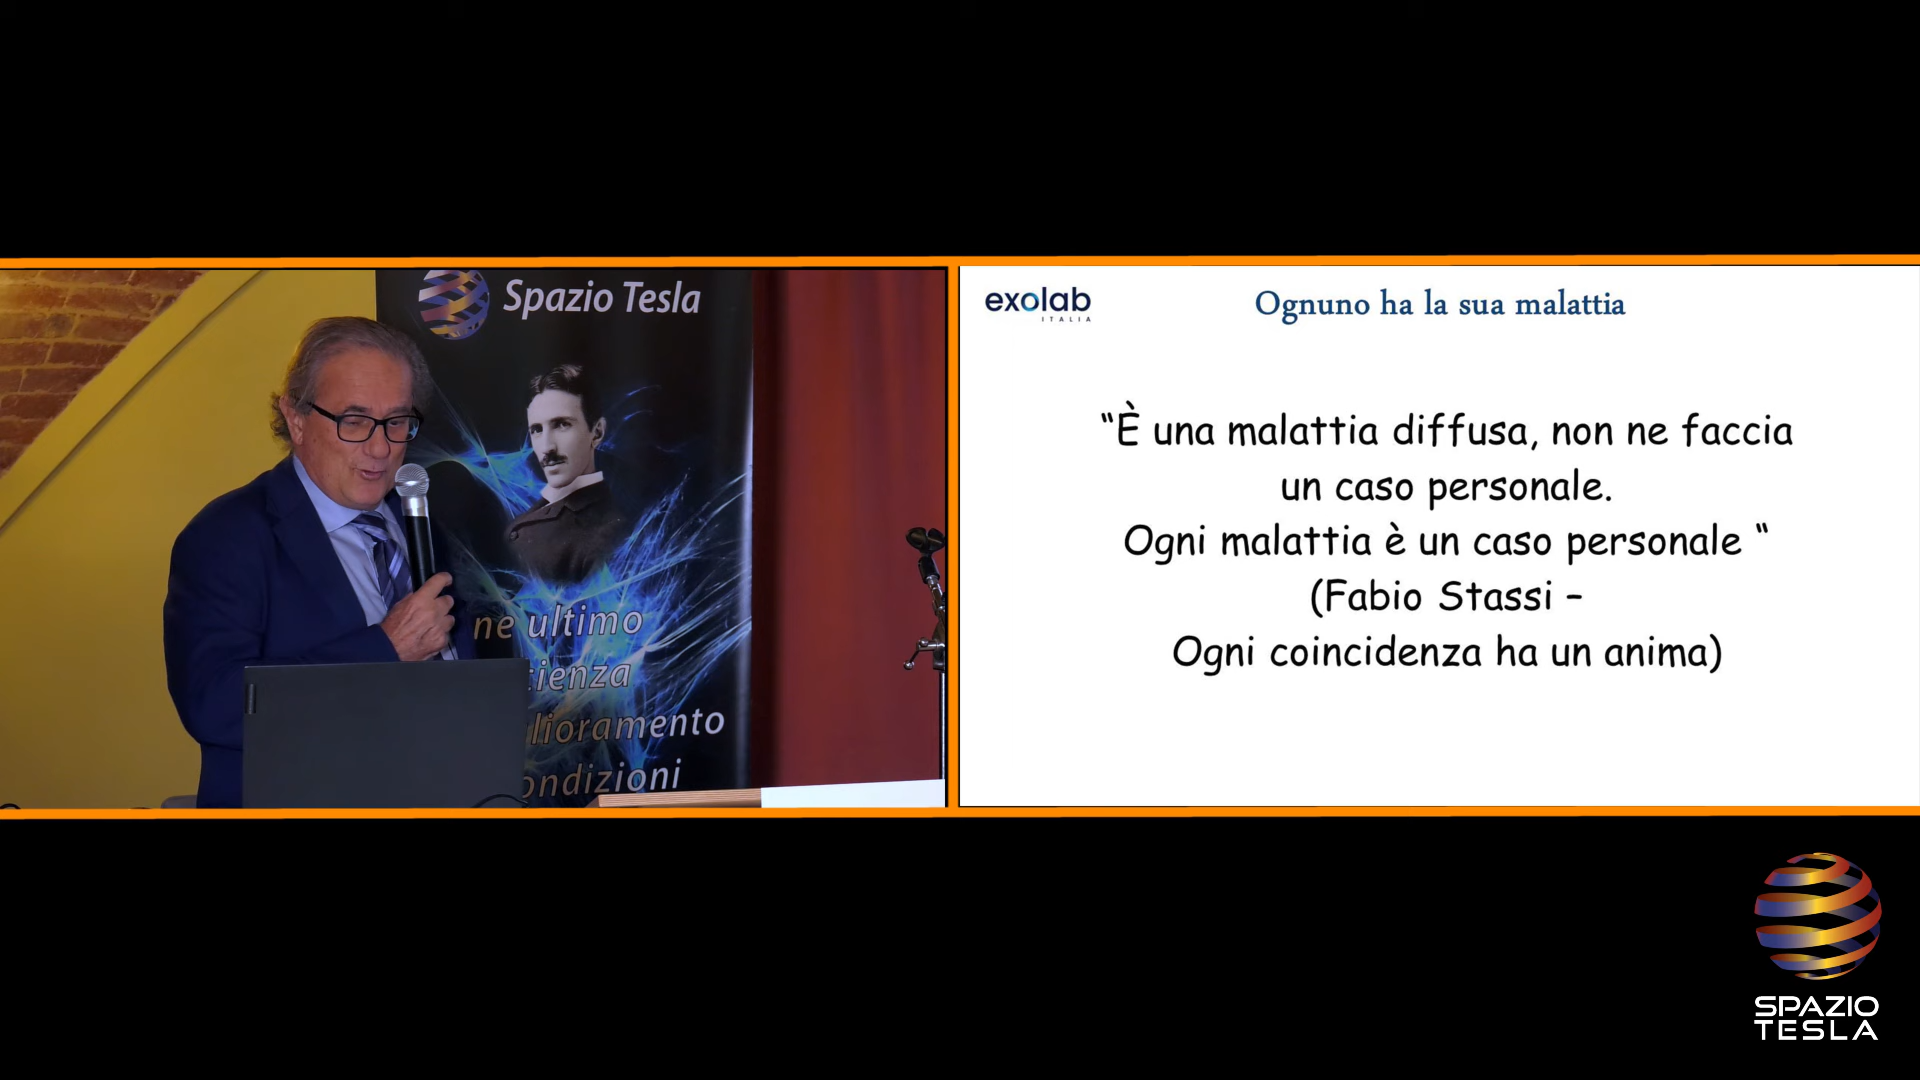 Spazio Tesla
ne ultimo
lioramento
ondizioni
exolab
ITALIA
Ognuno ha la sua malattia
“È una malattia diffusa, non ne faccia
un caso personale.
Ogni malattia è un caso personale “
(Fabio Stassi –
Ogni coincidenza ha un anima)
SPAZIO
TESLA